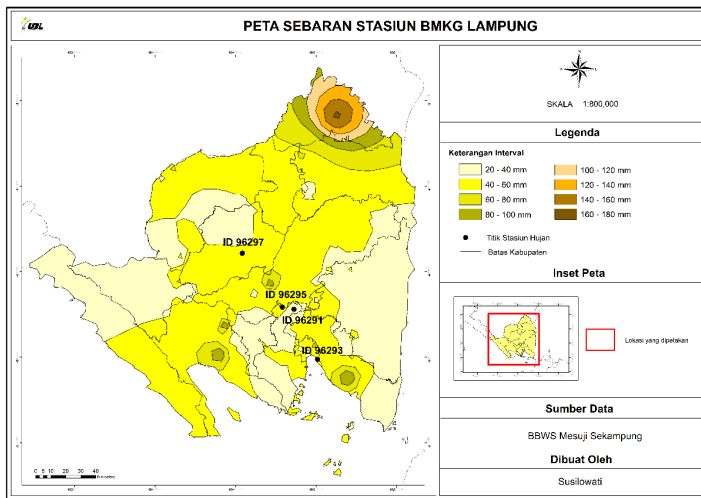 UBL
PETA SEBARAN STASIUN BMKG LAMPUNG
ID 96297
ID 96295
ID 96291
ID 96293
0 5 10 20 30 40
Kilometers
SKALA 1:800,000
Legenda
Keterangan Interval
20 - 40 mm
40 - 60 mm
60 - 80 mm
80 - 100 mm
100 - 120 mm
120 - 140 mm
140 - 160 mm
160 - 180 mm
Titik Stasiun Hujan
Batas Kabupaten
Inset Peta
Lokasi yang dipetakan
Sumber Data
BBWS Mesuji Sekampung
Dibuat Oleh
Susilowati